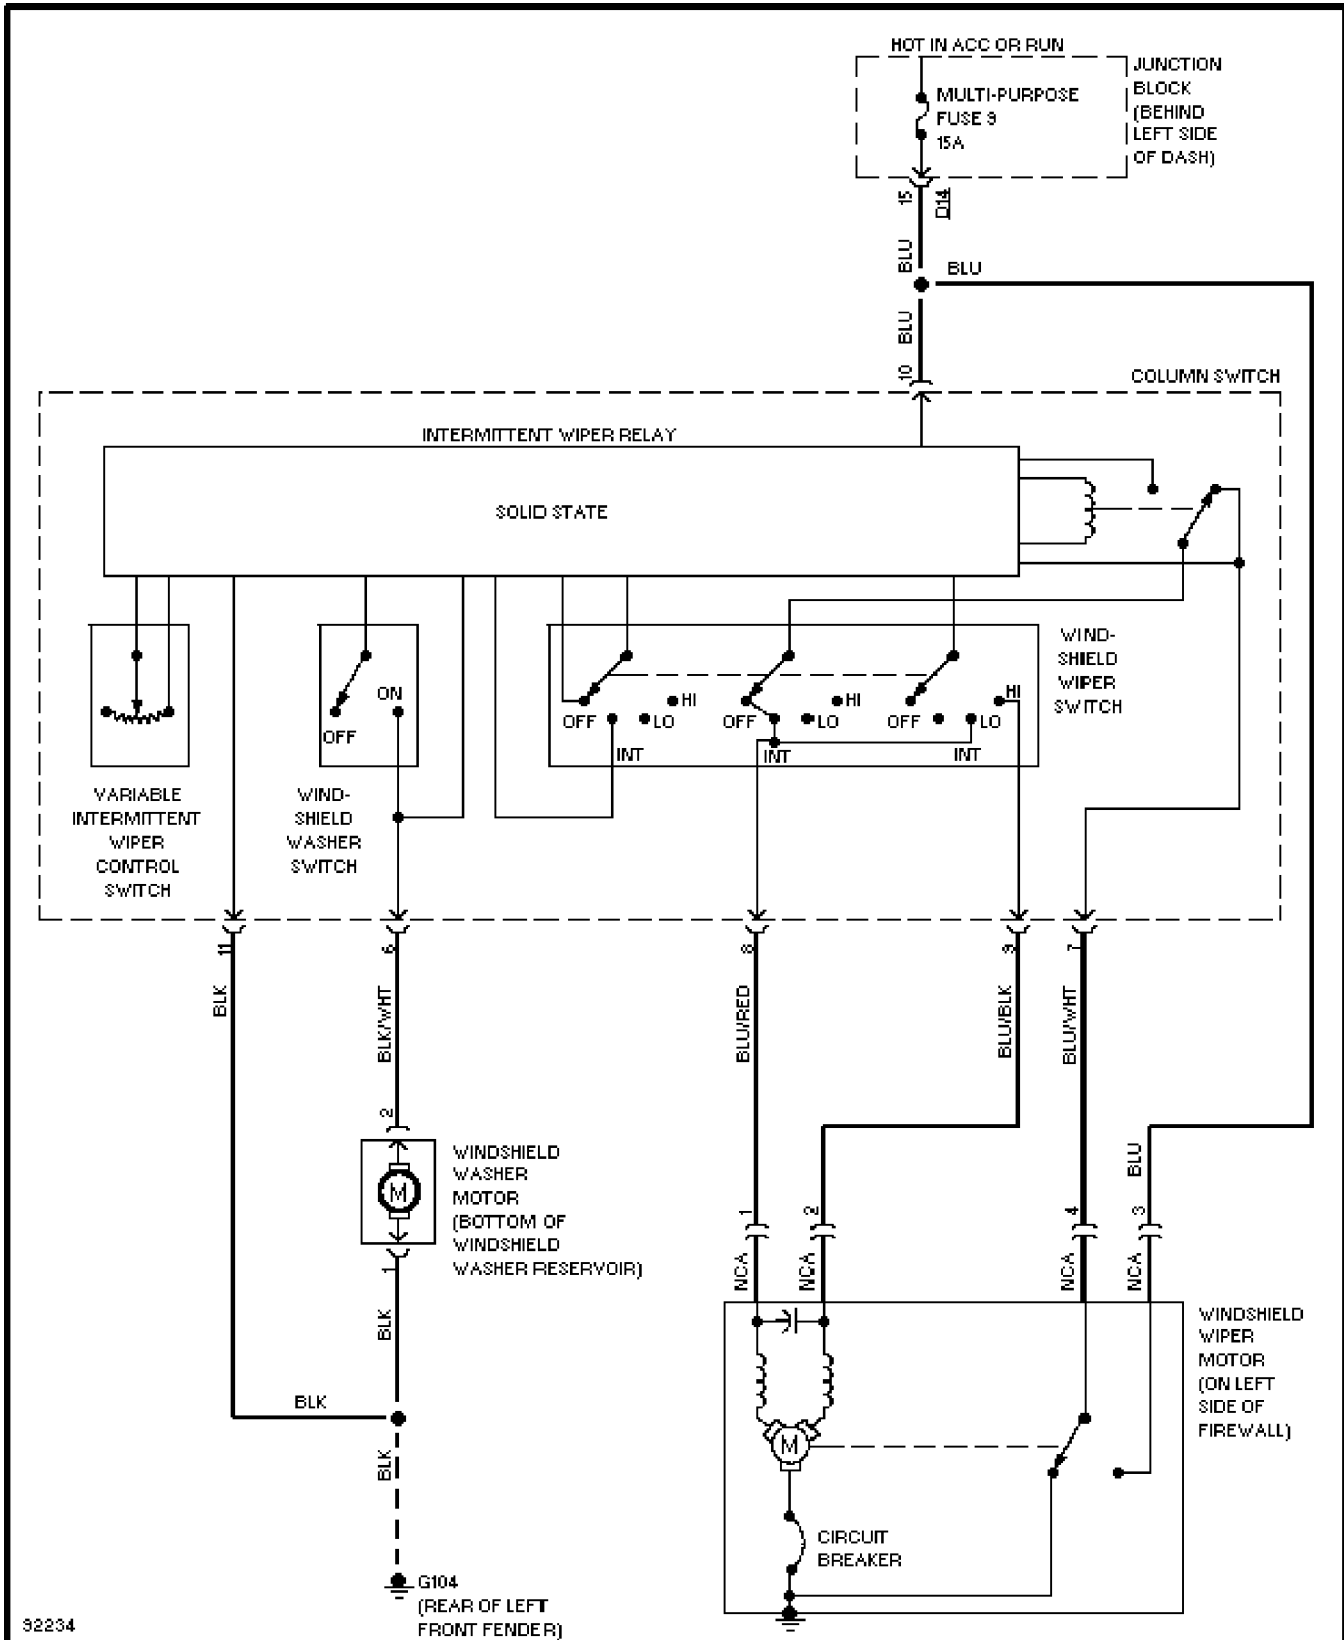 HOT IN ACC OR RUN
MULTI-PURPOSE
FUSE 9
15A
JUNCTION
BLOCK
(BEHIND
LEFT SIDE
OF DASH)
15
D14
BLU
BLU
BLU
10
COLUMN SWITCH
INTERMITTENT WIPER RELAY
SOLID STATE
WIND-
SHIELD
WIPER
SWITCH
ON
OFF
HI
OFF
LO
INT
HI
OFF
LO
INT
HI
OFF
LO
INT
VARIABLE
INTERMITTENT
WIPER
CONTROL
SWITCH
WIND-
SHIELD
WASHER
SWITCH
11
6
8
9
7
BLK
BLK/WHT
BLU/RED
BLU/BLK
BLU/WHT
2
M
WINDSHIELD
WASHER
MOTOR
(BOTTOM OF
WINDSHIELD
WASHER RESERVOIR)
1
BLK
BLU
1
2
4
3
NCA
NCA
NCA
NCA
WINDSHIELD
WIPER
MOTOR
(ON LEFT
SIDE OF
FIREWALL)
BLK
BLK
M
CIRCUIT
BREAKER
G104
(REAR OF LEFT
FRONT FENDER)
92234